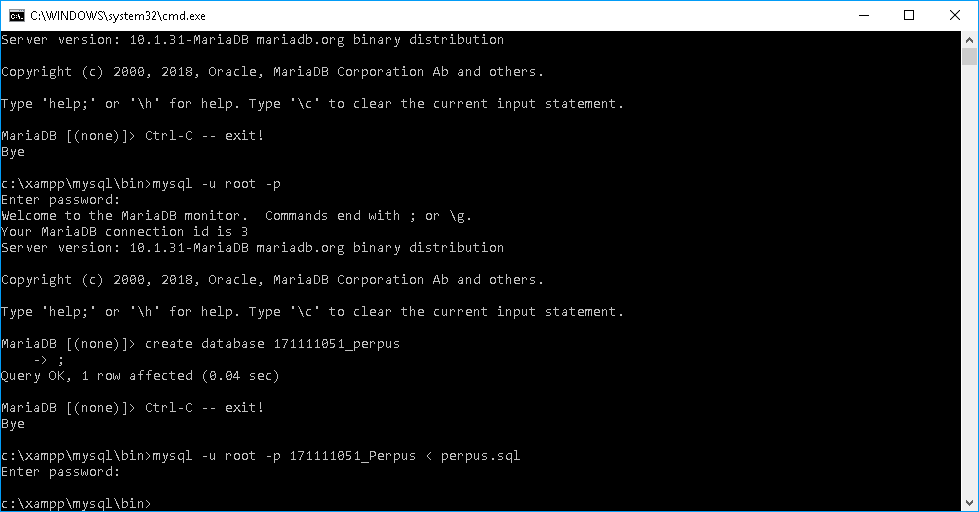 C:\WINDOWS\system32\cmd.exe
Server version: 10.1.31-MariaDB mariadb.org binary distribution
Copyright (c) 2000, 2018, Oracle, MariaDB Corporation Ab and others.
Type 'help;' or '\h' for help. Type '\c' to clear the current input statement.
MariaDB [(none)]> Ctrl-C -- exit!
Bye
c:\xampp\mysql\bin>mysql -u root -p
Enter password:
Welcome to the MariaDB monitor.  Commands end with ; or \g.
Your MariaDB connection id is 3
Server version: 10.1.31-MariaDB mariadb.org binary distribution
Copyright (c) 2000, 2018, Oracle, MariaDB Corporation Ab and others.
Type 'help;' or '\h' for help. Type '\c' to clear the current input statement.
MariaDB [(none)]> create database 171111051_perpus
    -> ;
Query OK, 1 row affected (0.04 sec)
MariaDB [(none)]> Ctrl-C -- exit!
Bye
c:\xampp\mysql\bin>mysql -u root -p 171111051_Perpus < perpus.sql
Enter password:
c:\xampp\mysql\bin>